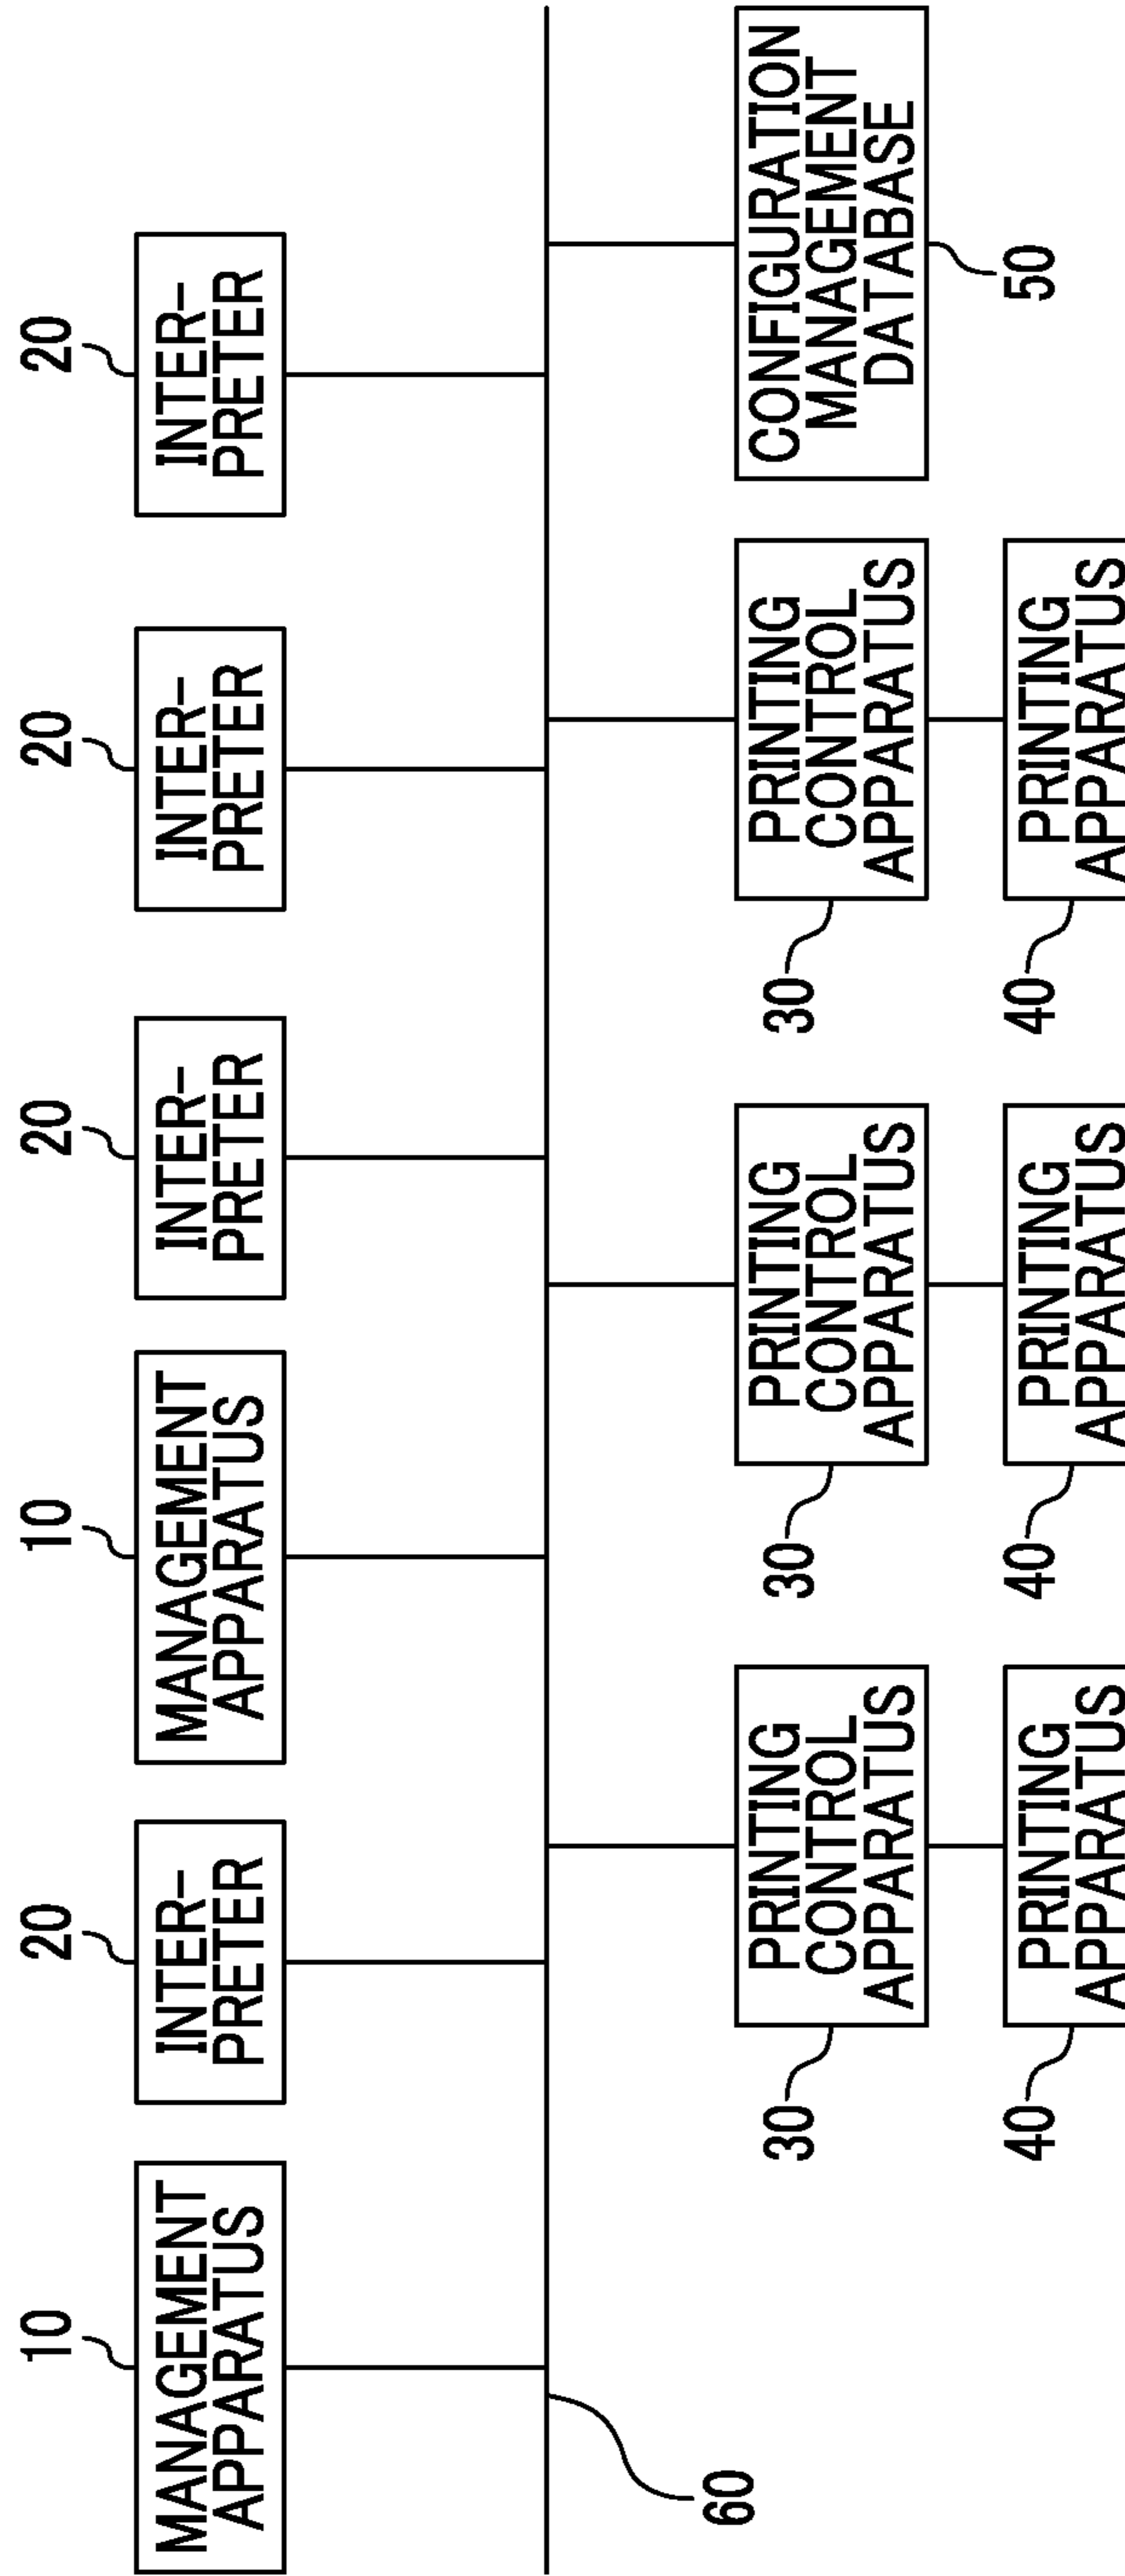 10
20
10
20
20
20
MANAGEMENT
APPARATUS
INTER-
PRETER
MANAGEMENT
APPARATUS
INTER-
PRETER
INTER-
PRETER
INTER-
PRETER
60
30
PRINTING
CONTROL
APPARATUS
30
PRINTING
CONTROL
APPARATUS
30
PRINTING
CONTROL
APPARATUS
CONFIGURATION
MANAGEMENT
DATABASE
50
40
PRINTING
APPARATUS
40
PRINTING
APPARATUS
40
PRINTING
APPARATUS